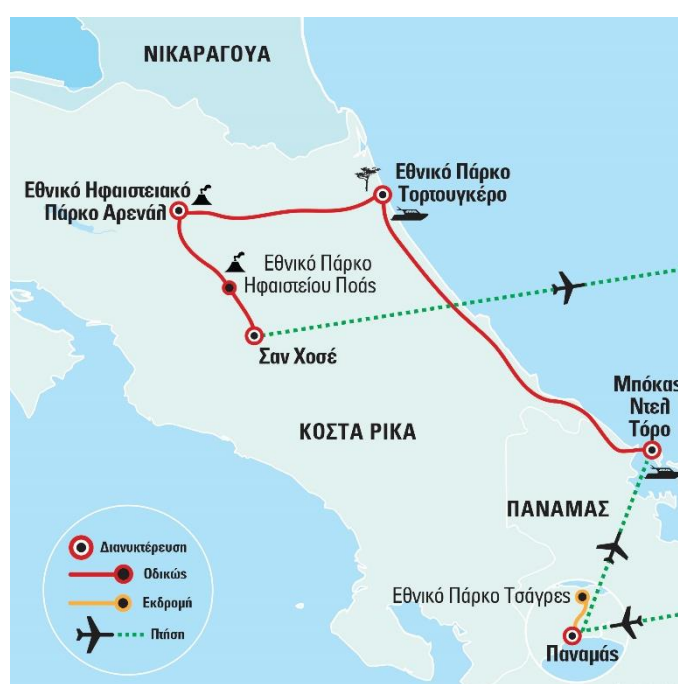 ΝΙΚΑΡΑΓΟΥΑ
Εθνικό Ηφαιστειακό
Πάρκο Αρενάλ
Εθνικό Πάρκο
Τορτουγκέρο
Εθνικό Πάρκο
Ηφαιστείου Ποάς
Σαν Χοσέ
ΚΟΣΤΑ ΡΙΚΑ
Μπόκας
Ντελ
Τόρο
ΠΑΝΑΜΑΣ
Εθνικό Πάρκο Τσάγρες
Παναμάς
Διανυκτέρευση
Οδικώς
Εκδρομή
Πτήση